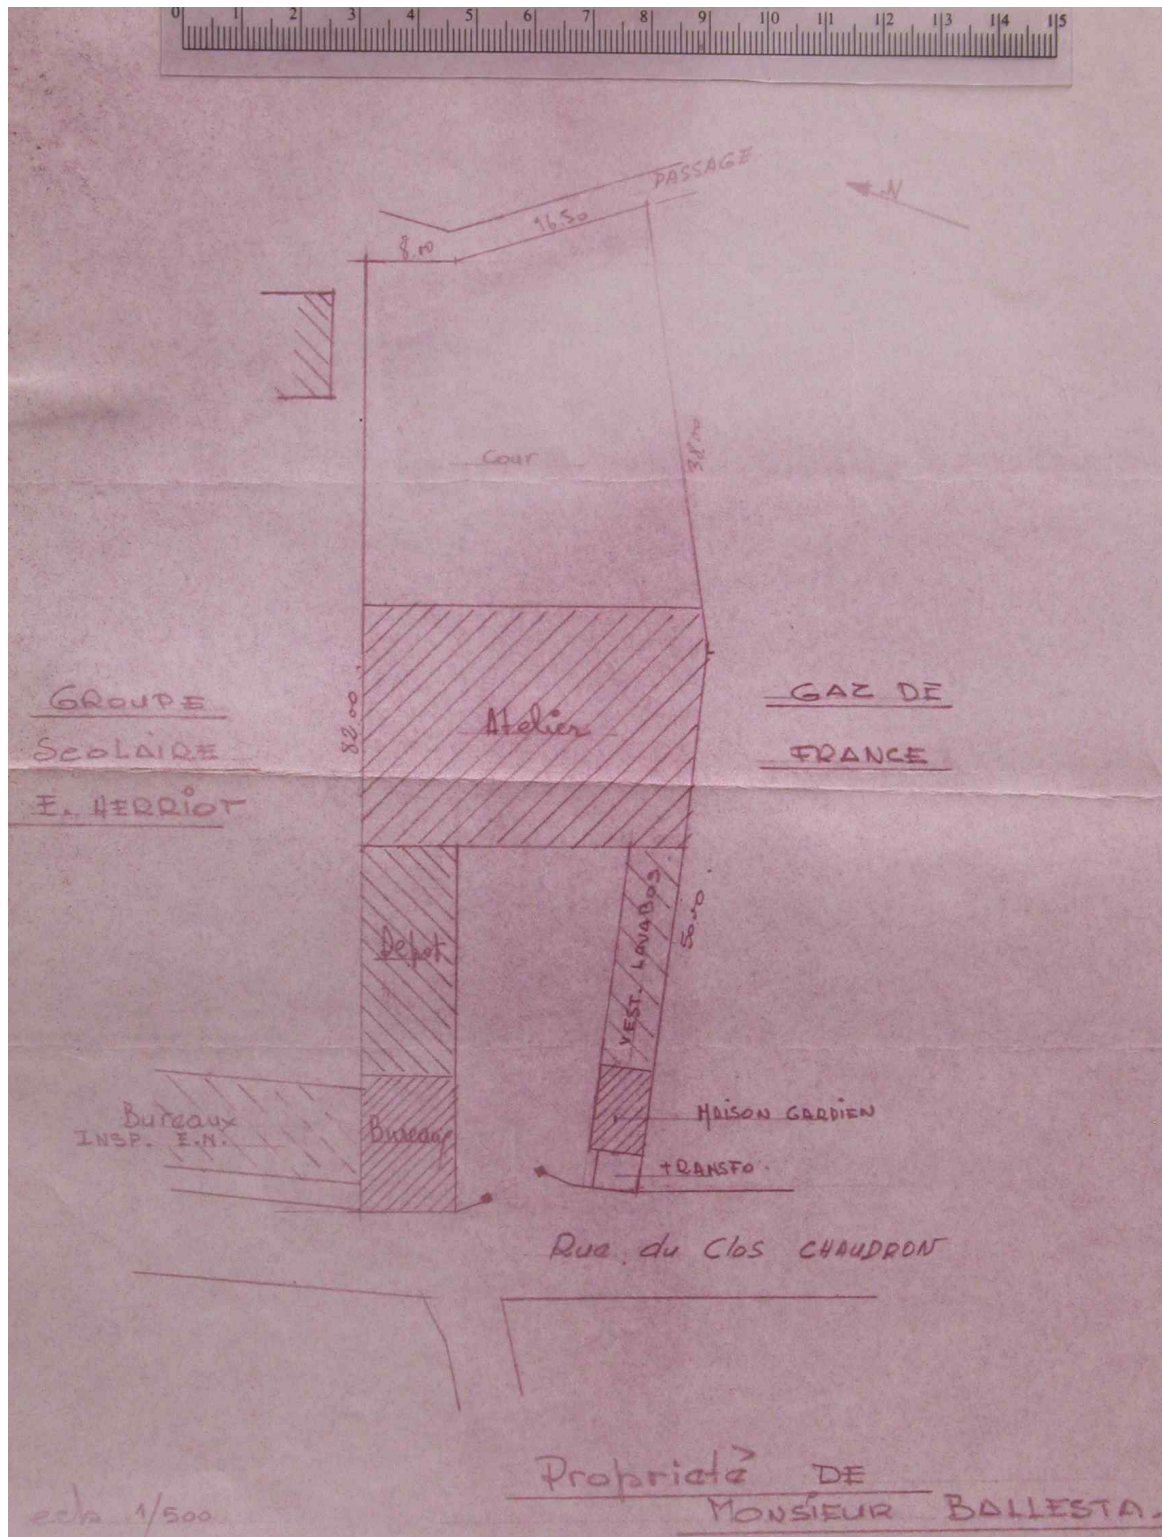 0 1 2 3 4 5 6 7 8 9 10 11 12 13 14 15
PASSAGE
N
16.50
8.00
Cour
38.00
GROUPE
SCOLAIRE
E. HERRIOT
82.00
Atelier
GAZ DE
FRANCE
Dépot
VEST. LAVABOS
50.00
Bureaux
INSP. E.N.
Bureaux
MAISON GARDIEN
TRANSFO.
Rue du Clos CHAUDRON
Proprieté DE
MONSIEUR BALLESTA.
ech 1/500